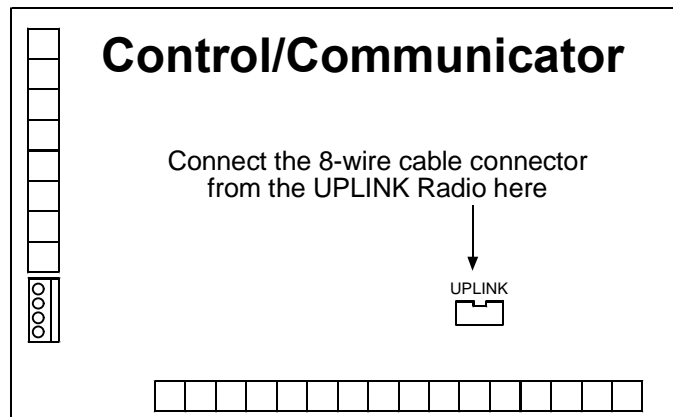 Control/Communicator
Connect the 8-wire cable connector
from the UPLINK Radio here
UPLINK